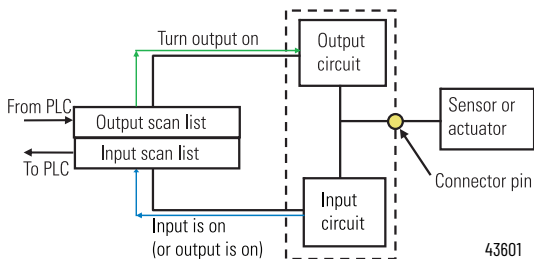 Turn output on
Output
circuit
From PLC
Output scan list
Input scan list
To PLC
Sensor or
actuator
Connector pin
Input
circuit
Input is on
(or output is on)
43601